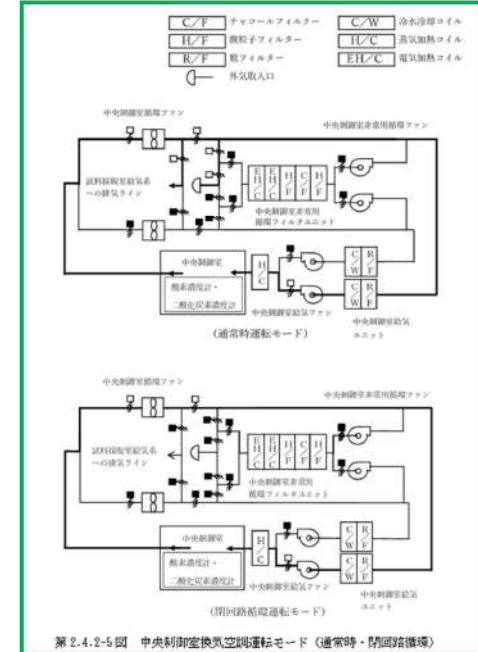 C/F チャコールフィルター C/W 冷水冷却コイル
H/F 微粒子フィルター H/C 蒸気加熱コイル
R/F 粗フィルター EH/C 電気加熱コイル
外気取入口
中央制御室循環ファン 中央制御室非常用循環ファン
試料採取室給気系
への排気ライン
EH/C EH/C H/F C/F H/F
中央制御室非常用
循環フィルタユニット
中央制御室
酸素濃度計・
二酸化炭素濃度計
H/C
C/W R/F
C/W R/F
中央制御室給気ファン 中央制御室給気
ユニット
(通常時運転モード)
中央制御室循環ファン 中央制御室非常用循環ファン
試料採取室給気系
への排気ライン
EH/C EH/C H/F C/F H/F
中央制御室非常用
循環フィルタユニット
中央制御室
酸素濃度計・
二酸化炭素濃度計
H/C
C/W R/F
C/W R/F
中央制御室給気ファン 中央制御室給気
ユニット
(閉回路循環運転モード)
第2.4.2-5図 中央制御室換気空調運転モード(通常時・閉回路循環)